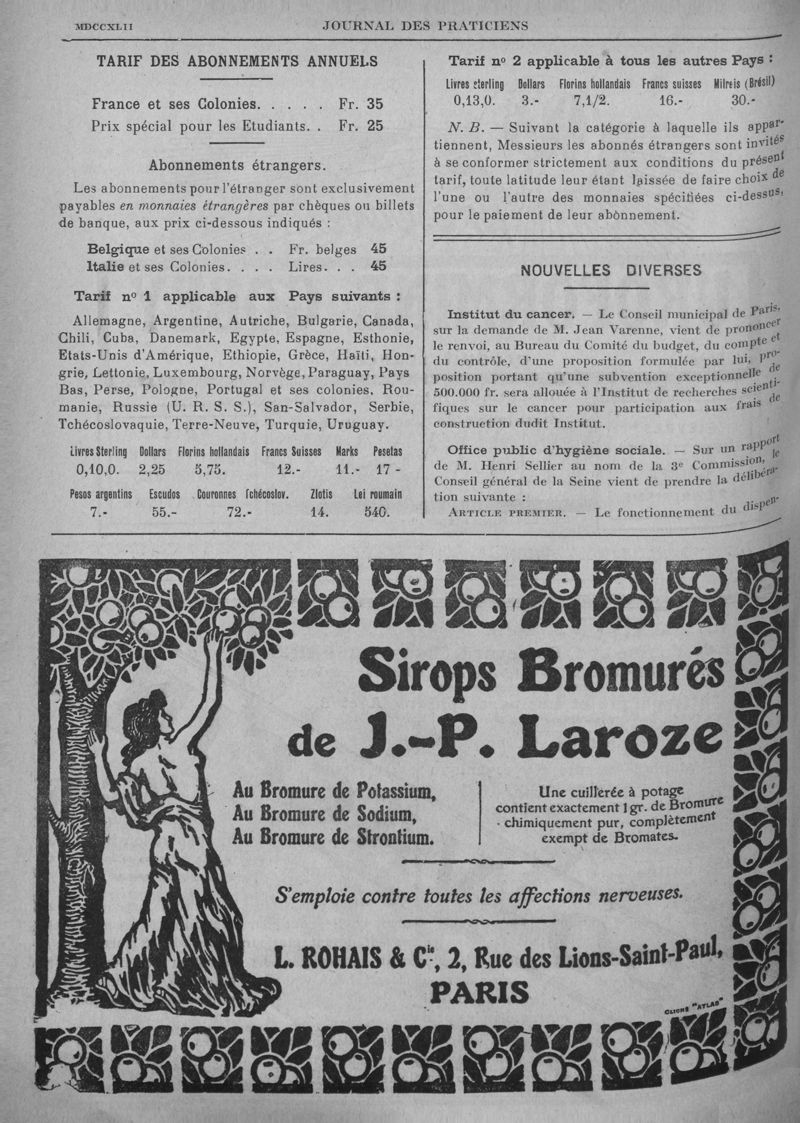 MDCCXLII
JOURNAL DES PRATICIENS
TARIF DES ABONNEMENTS ANNUELS
France et ses Colonies. . . . . Fr. 35
Prix spécial pour les Etudiants. . Fr. 25
Abonnements étrangers.
Les abonnements pour l'étranger sont exclusivement
payables en monnaies étrangères par chèques ou billets
de banque, aux prix ci-dessous indiqués :
Belgique et ses Colonies . . Fr. belges 45
Italie et ses Colonies. . . . Lires. . . 45
Tarif nº 1 applicable aux Pays suivants :
Allemagne, Argentine, Autriche, Bulgarie, Canada,
Chili, Cuba, Danemark, Egypte, Espagne, Esthonie,
Etats-Unis d'Amérique, Ethiopie, Grèce, Haïti, Hon-
grie, Lettonie, Luxembourg, Norvège, Paraguay, Pays
Bas, Perse, Pologne, Portugal et ses colonies, Rou-
manie, Russie (U. R. S. S.), San-Salvador, Serbie,
Tchécoslovaquie, Terre-Neuve, Turquie, Uruguay.
Livres Sterling Dollars Florins hollandais Francs Suisses Marks Pesetas
0,10,0. 2,25 5,75. 12.- 11.- 17 -
Pesos argentins Escudos Couronnes Tchécoslov. Zlotis Lei roumain
7.- 55.- 72.- 14. 540.
Tarif nº 2 applicable à tous les autres Pays :
Livres sterling Dollars Florins hollandais Francs suisses Milreis (Brésil)
0,13,0. 3.- 7,1/2. 16.- 30.-
N. B. — Suivant la catégorie à laquelle ils appar-
tiennent, Messieurs les abonnés étrangers sont invités
à se conformer strictement aux conditions du présent
tarif, toute latitude leur étant laissée de faire choix de
l'une ou l'autre des monnaies spécifiées ci-dessus,
pour le paiement de leur abonnement.
NOUVELLES DIVERSES
Institut du cancer. — Le Conseil municipal de Paris,
sur la demande de M. Jean Varenne, vient de prononcer
le renvoi, au Bureau du Comité du budget, du compte et
du contrôle, d'une proposition formulée par lui, pro-
position portant qu'une subvention exceptionnelle de
500.000 fr. sera allouée à l'Institut de recherches scienti-
fiques sur le cancer pour participation aux frais de
construction dudit Institut.
Office public d'hygiène sociale. — Sur un rapport
de M. Henri Sellier au nom de la 3e Commission, le
Conseil général de la Seine vient de prendre la délibéra-
tion suivante :
ARTICLE PREMIER. — Le fonctionnement du dispen-
Sirops Bromurés
de J.-P. Laroze
Au Bromure de Potassium,
Au Bromure de Sodium,
Au Bromure de Strontium.
Une cuillerée à potage
contient exactement 1 gr. de Bromure
chimiquement pur, complètement
exempt de Bromates.
S'emploie contre toutes les affections nerveuses.
L. ROHAIS & Cie, 2, Rue des Lions-Saint-Paul,
PARIS
CLICHÉ "ATLAS"